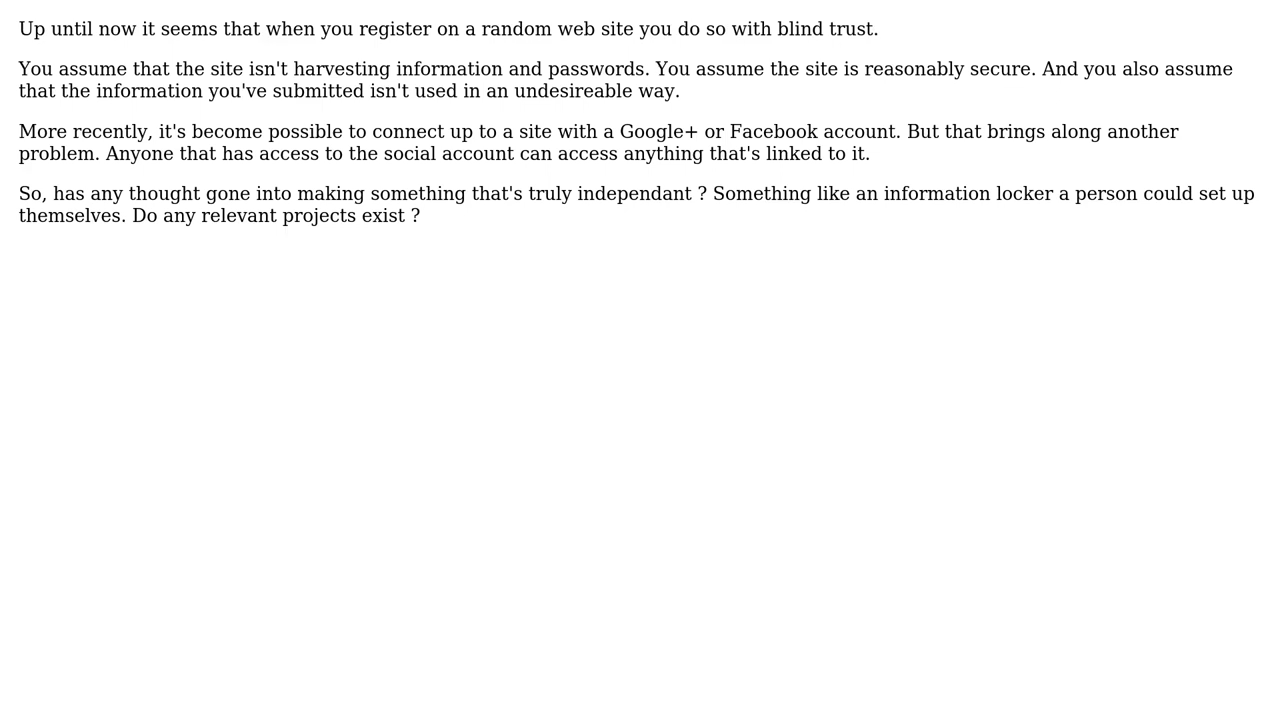 Up until now it seems that when you register on a random web site you do so with blind trust.
You assume that the site isn't harvesting information and passwords. You assume the site is reasonably secure. And you also assume
that the information you've submitted isn't used in an undesireable way.
More recently, it's become possible to connect up to a site with a Google+ or Facebook account. But that brings along another
problem. Anyone that has access to the social account can access anything that's linked to it.
So, has any thought gone into making something that's truly independant ? Something like an information locker a person could set up
themselves. Do any relevant projects exist ?